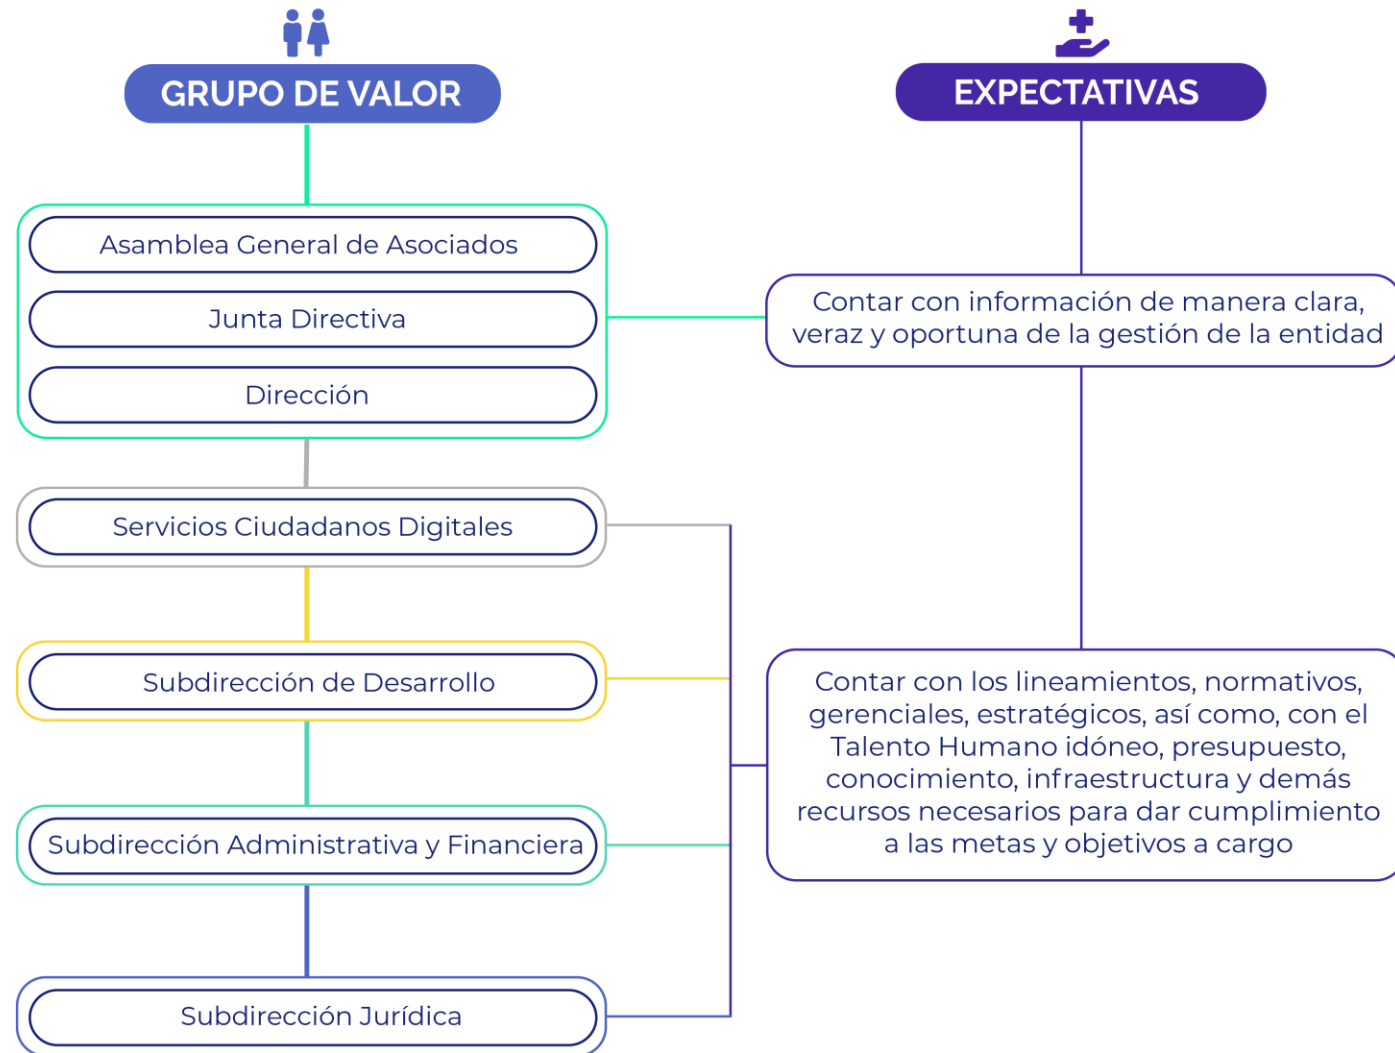 GRUPO DE VALOR
EXPECTATIVAS
Asamblea General de Asociados
Junta Directiva
Dirección
Contar con información de manera clara,
veraz y oportuna de la gestión de la entidad
Servicios Ciudadanos Digitales
Subdirección de Desarrollo
Subdirección Administrativa y Financiera
Subdirección Jurídica
Contar con los lineamientos, normativos,
gerenciales, estratégicos, así como, con el
Talento Humano idóneo, presupuesto,
conocimiento, infraestructura y demás
recursos necesarios para dar cumplimiento
a las metas y objetivos a cargo